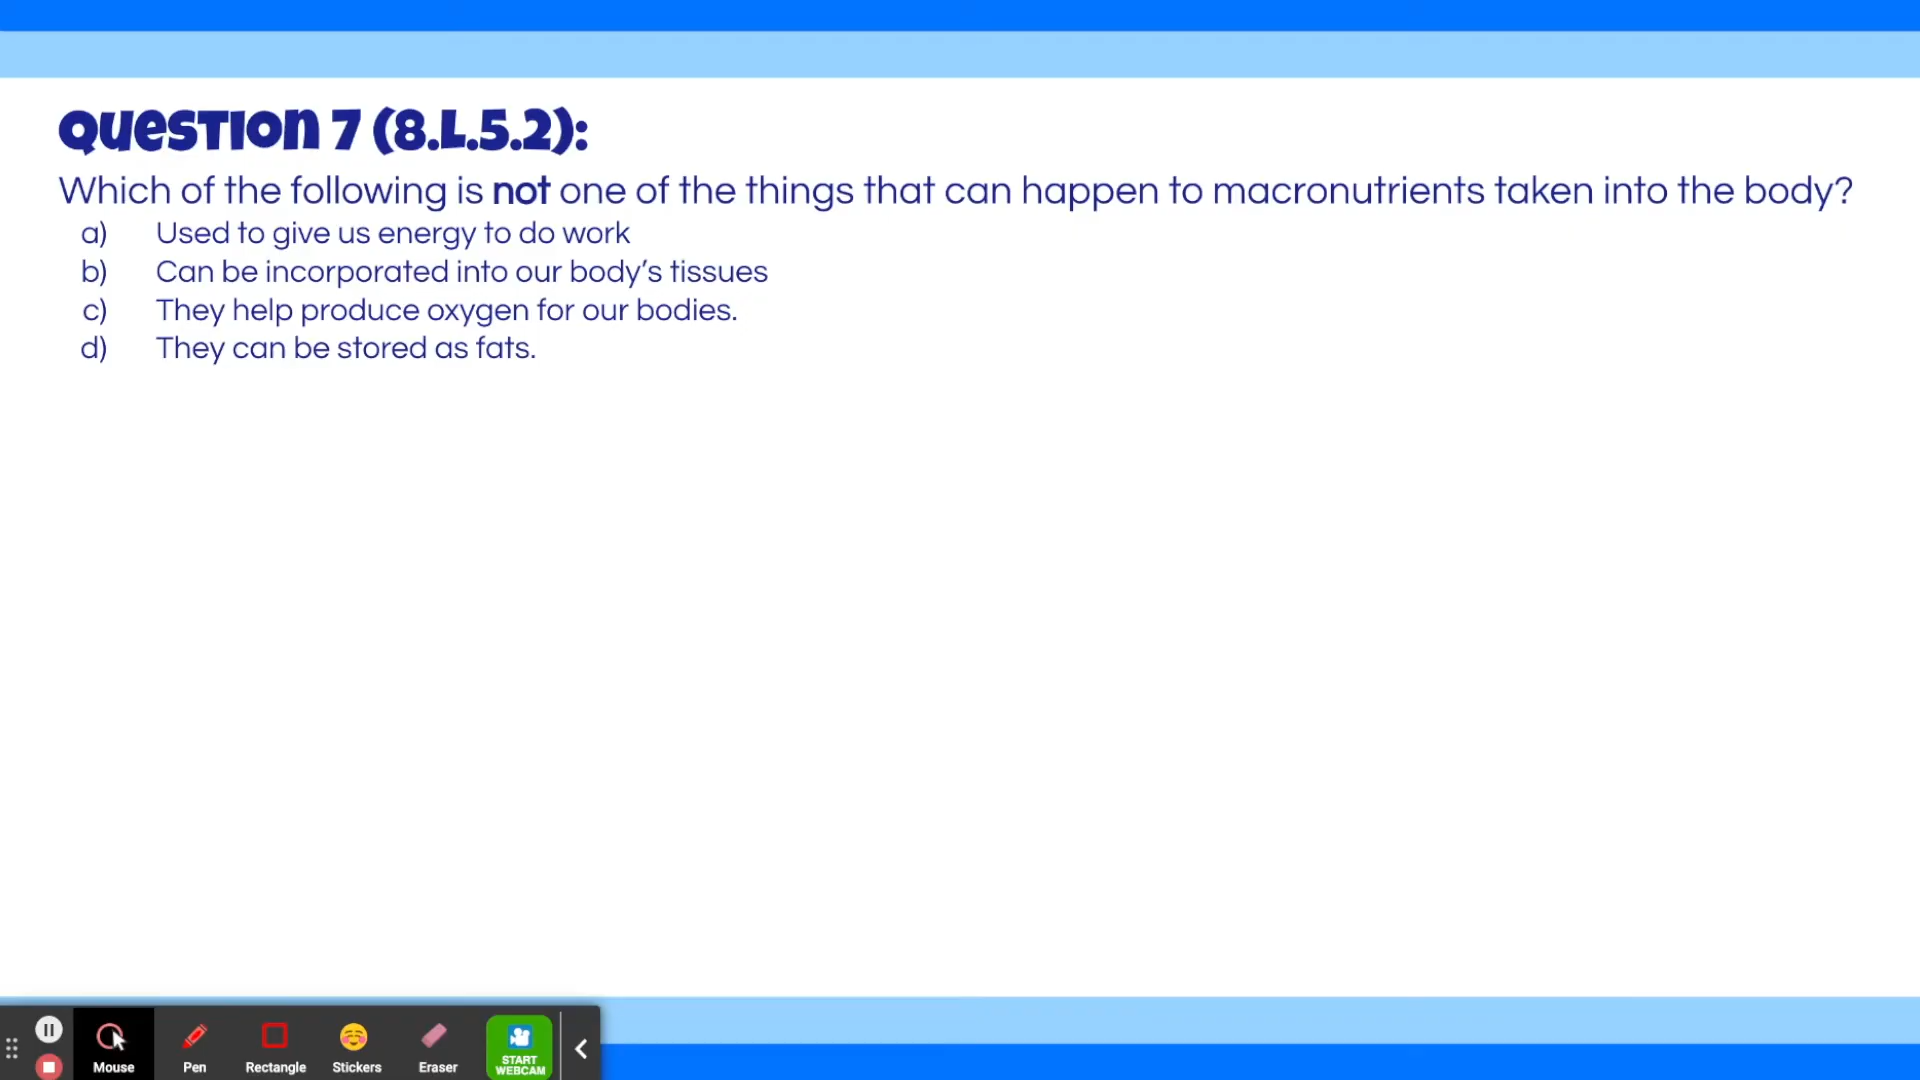 Question 7 (8.L.5.2):
Which of the following is not one of the things that can happen to macronutrients taken into the body?
a) Used to give us energy to do work
b) Can be incorporated into our body's tissues
c) They help produce oxygen for our bodies.
d) They can be stored as fats.
Mouse Pen Rectangle Stickers Eraser START WEBCAM